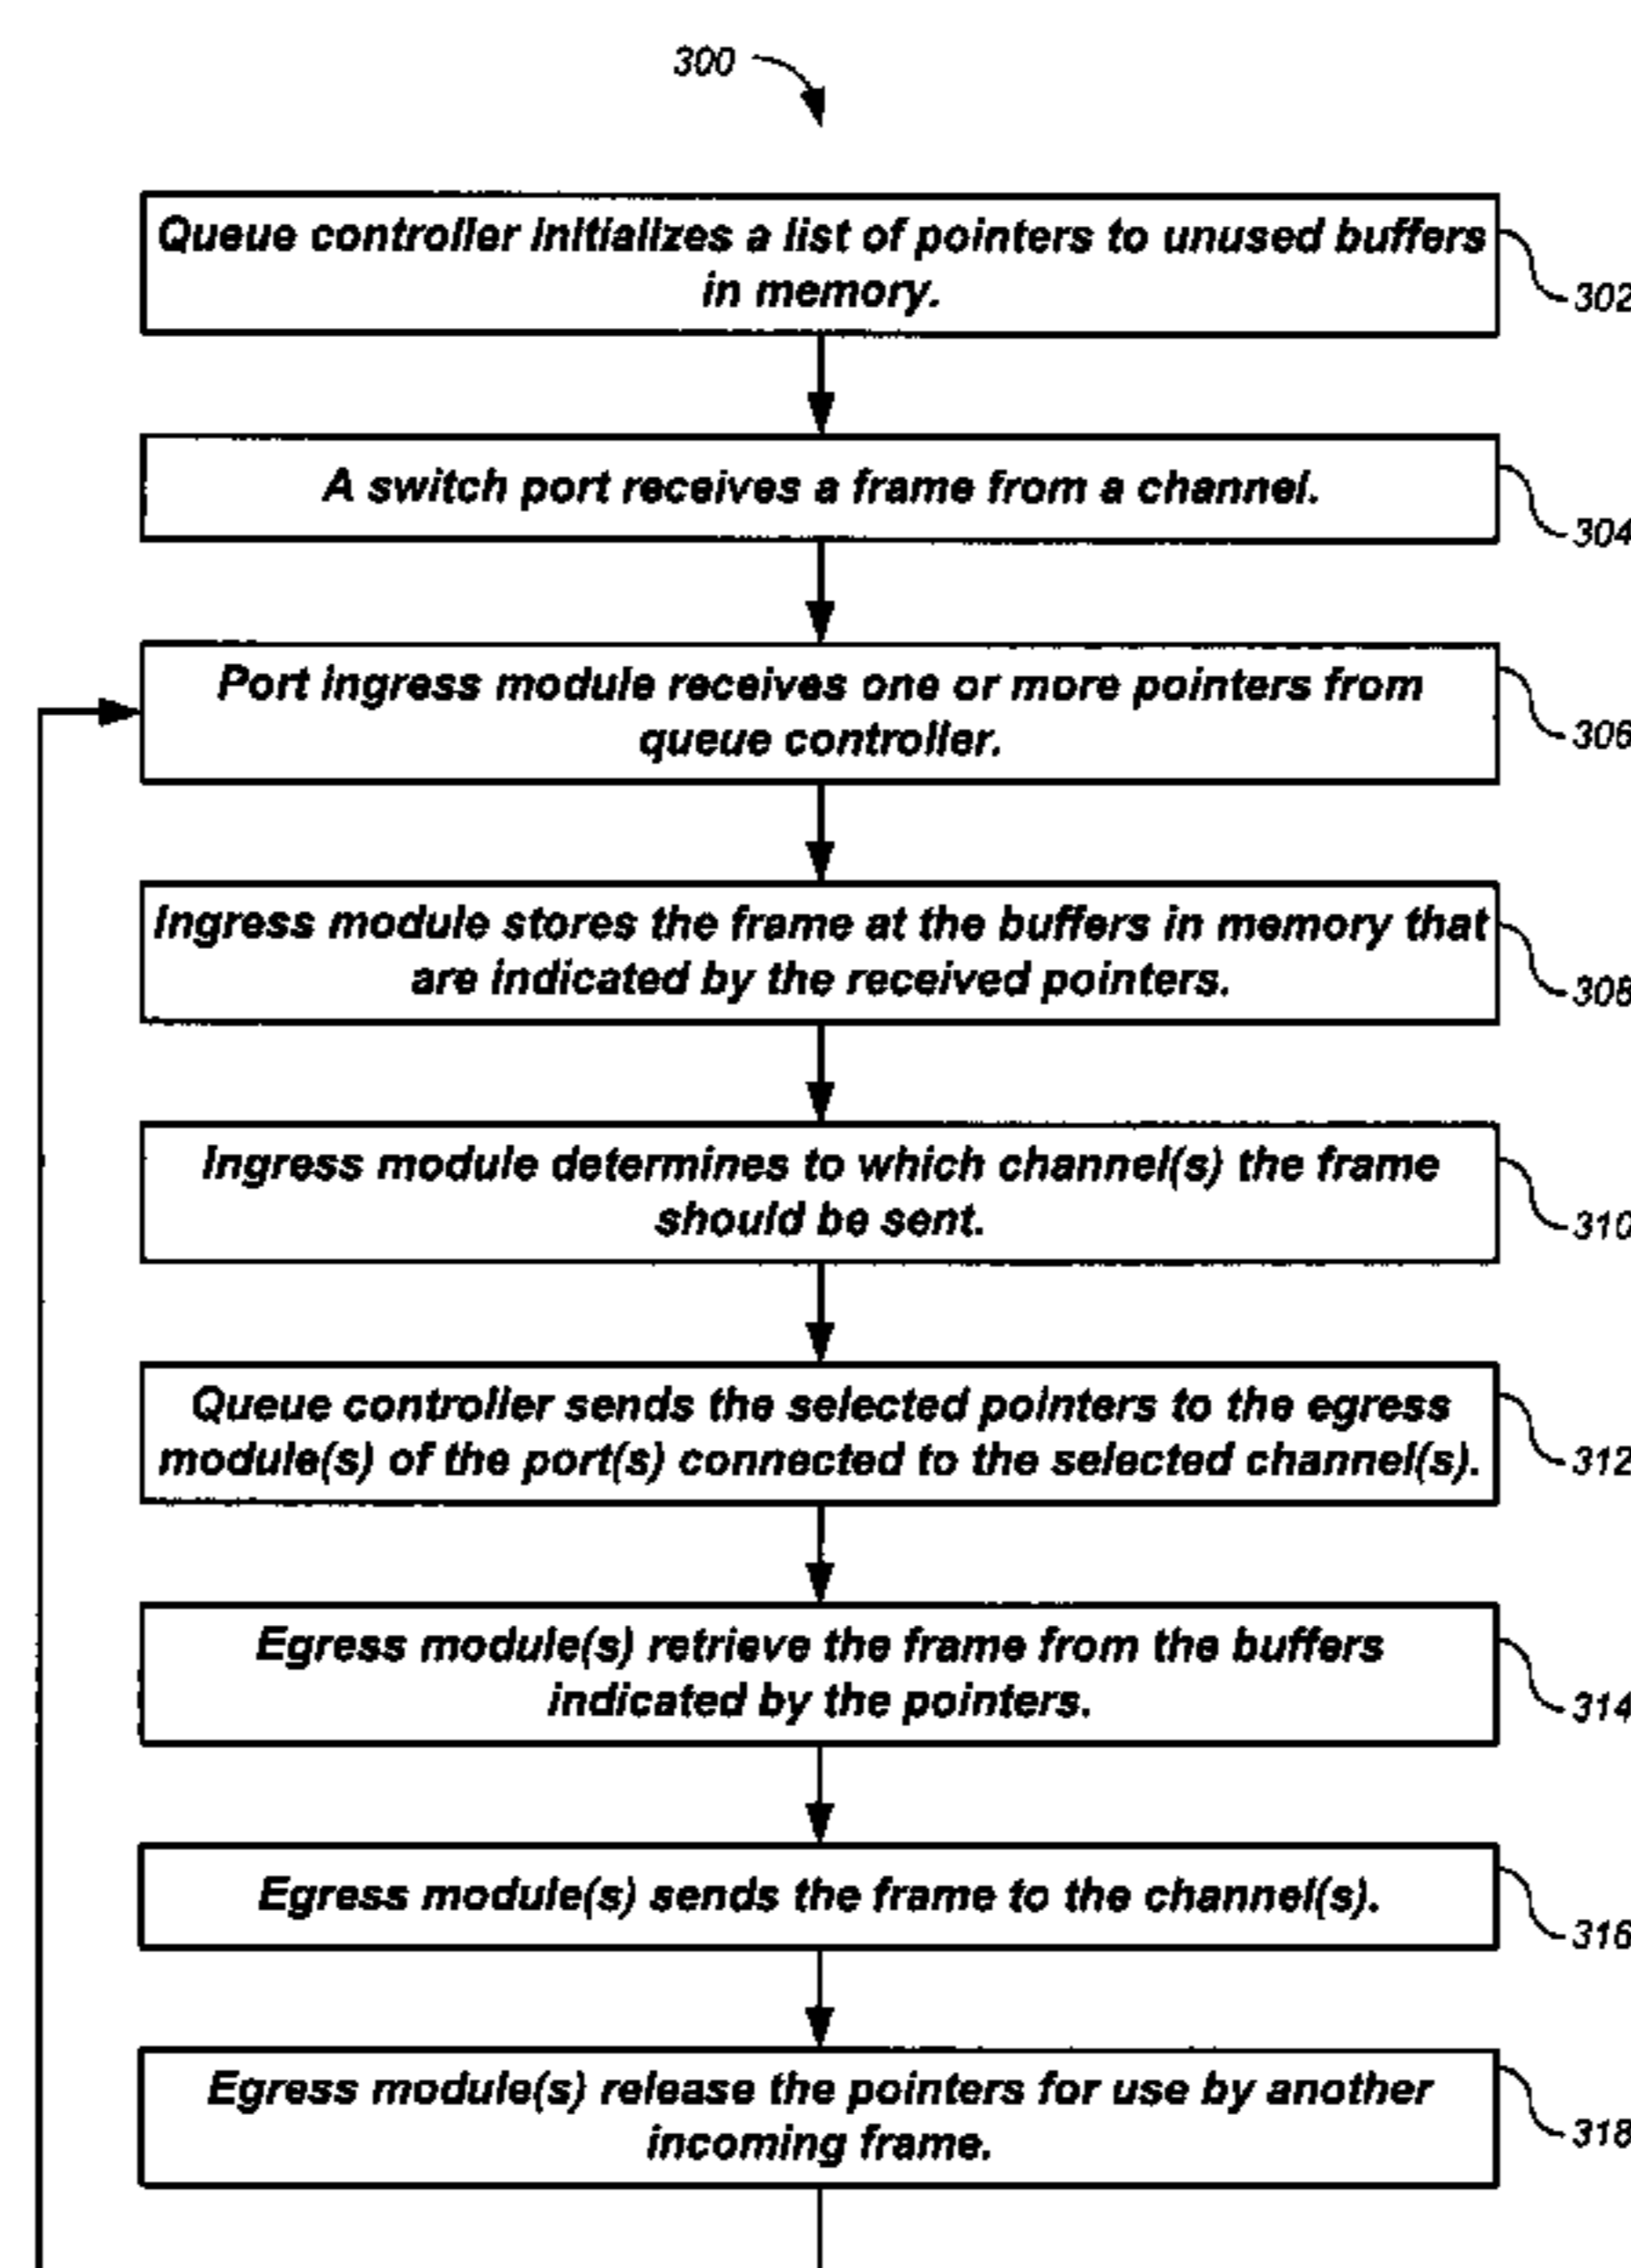 300
Queue controller initializes a list of pointers to unused buffers
in memory.
302
A switch port receives a frame from a channel.
304
Port ingress module receives one or more pointers from
queue controller.
306
Ingress module stores the frame at the buffers in memory that
are indicated by the received pointers.
308
Ingress module determines to which channel(s) the frame
should be sent.
310
Queue controller sends the selected pointers to the egress
module(s) of the port(s) connected to the selected channel(s).
312
Egress module(s) retrieve the frame from the buffers
indicated by the pointers.
314
Egress module(s) sends the frame to the channel(s).
316
Egress module(s) release the pointers for use by another
incoming frame.
318